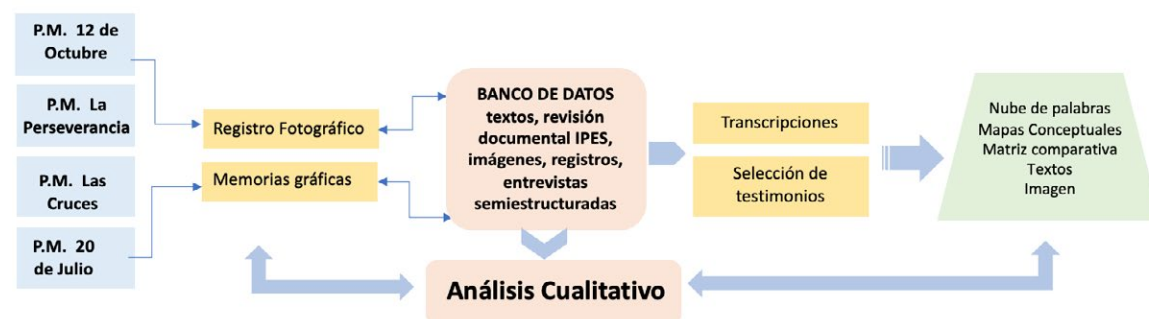 P.M. 12 de
Octubre
P.M. La
Perseverancia
P.M. Las
Cruces
P.M. 20
de Julio
Registro Fotográfico
Memorias gráficas
BANCO DE DATOS
textos, revisión
documental IPES,
imágenes, registros,
entrevistas
semiestructuradas
Transcripciones
Selección de
testimonios
Nube de palabras
Mapas Conceptuales
Matriz comparativa
Textos
Imagen
Análisis Cualitativo